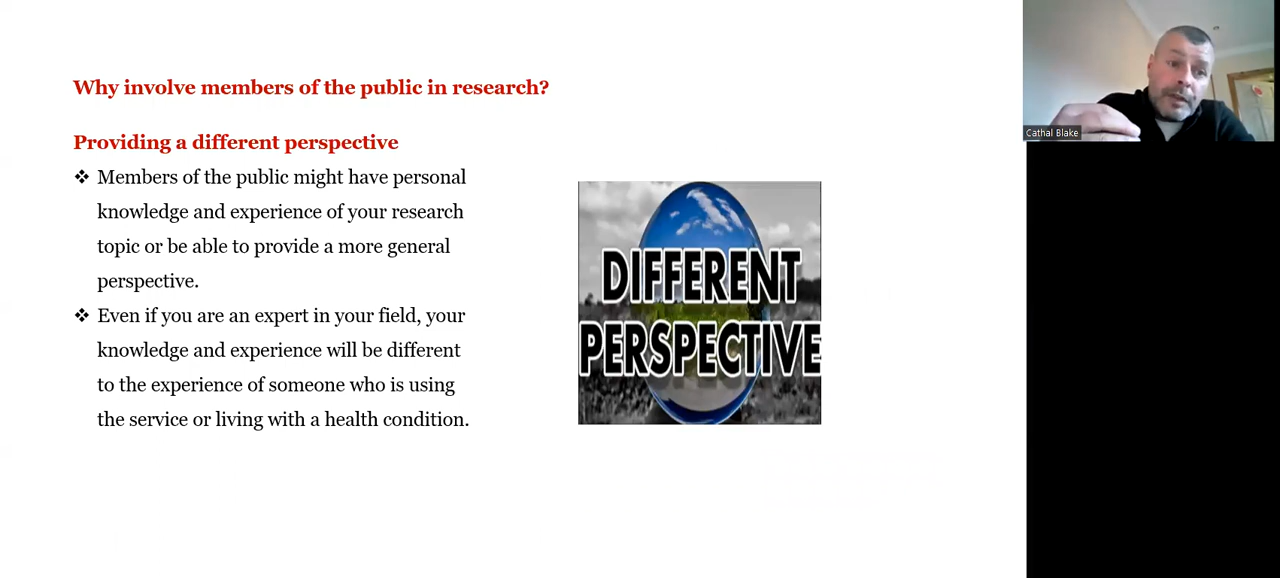 Why involve members of the public in research?
Providing a different perspective
❖ Members of the public might have personal
knowledge and experience of your research
topic or be able to provide a more general
perspective.
❖ Even if you are an expert in your field, your
knowledge and experience will be different
to the experience of someone who is using
the service or living with a health condition.
DIFFERENT
PERSPECTIVE
Cathal Blake